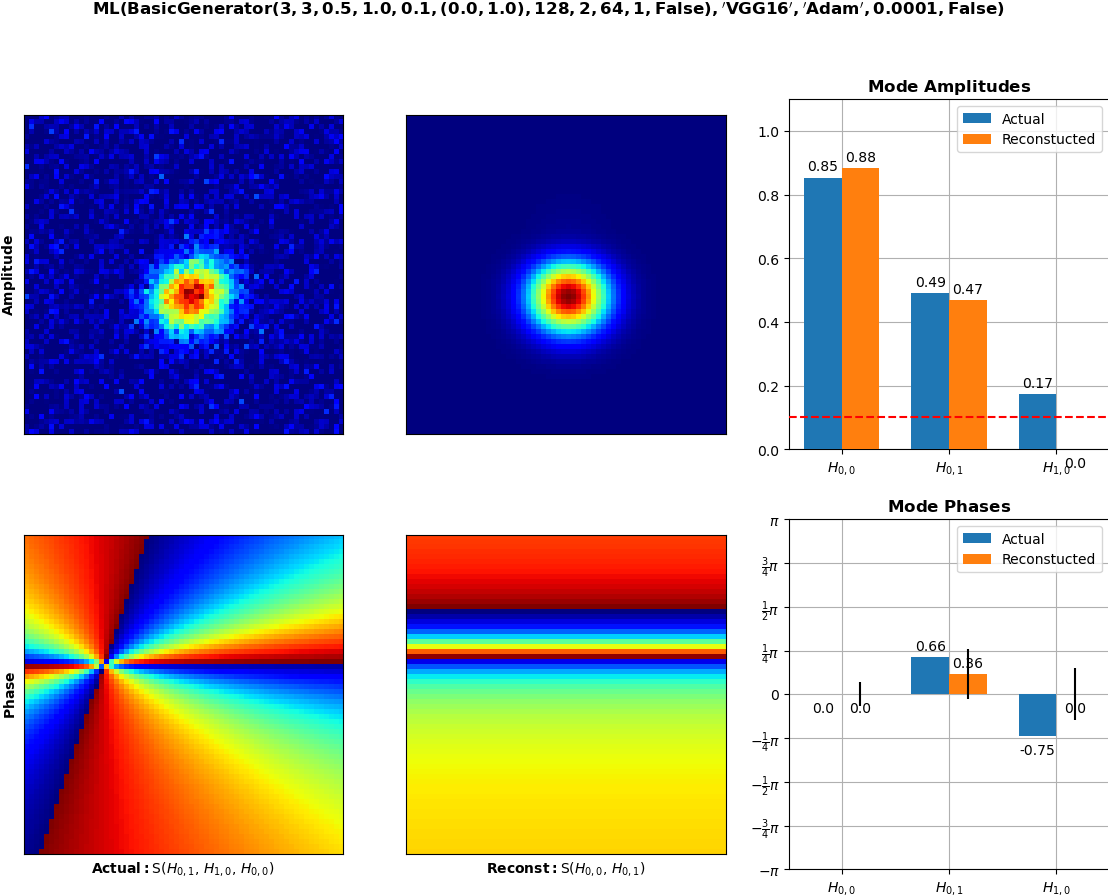 ML(BasicGenerator(3, 3, 0.5, 1.0, 0.1, (0.0, 1.0), 128, 2, 64, 1, False), 'VGG16', 'Adam', 0.0001, False)
Amplitude
Mode Amplitudes
Actual
Reconstucted
1.0
0.8
0.6
0.4
0.2
0.0
0.85
0.88
0.49
0.47
0.17
0.0
H0,0
H0,1
H1,0
Phase
Actual: S(H0,1, H1,0, H0,0)
Reconst: S(H0,0, H0,1)
Mode Phases
Actual
Reconstucted
π
3/4π
1/2π
1/4π
0
−1/4π
−1/2π
−3/4π
−π
0.0
0.0
0.66
0.36
-0.75
0.0
H0,0
H0,1
H1,0